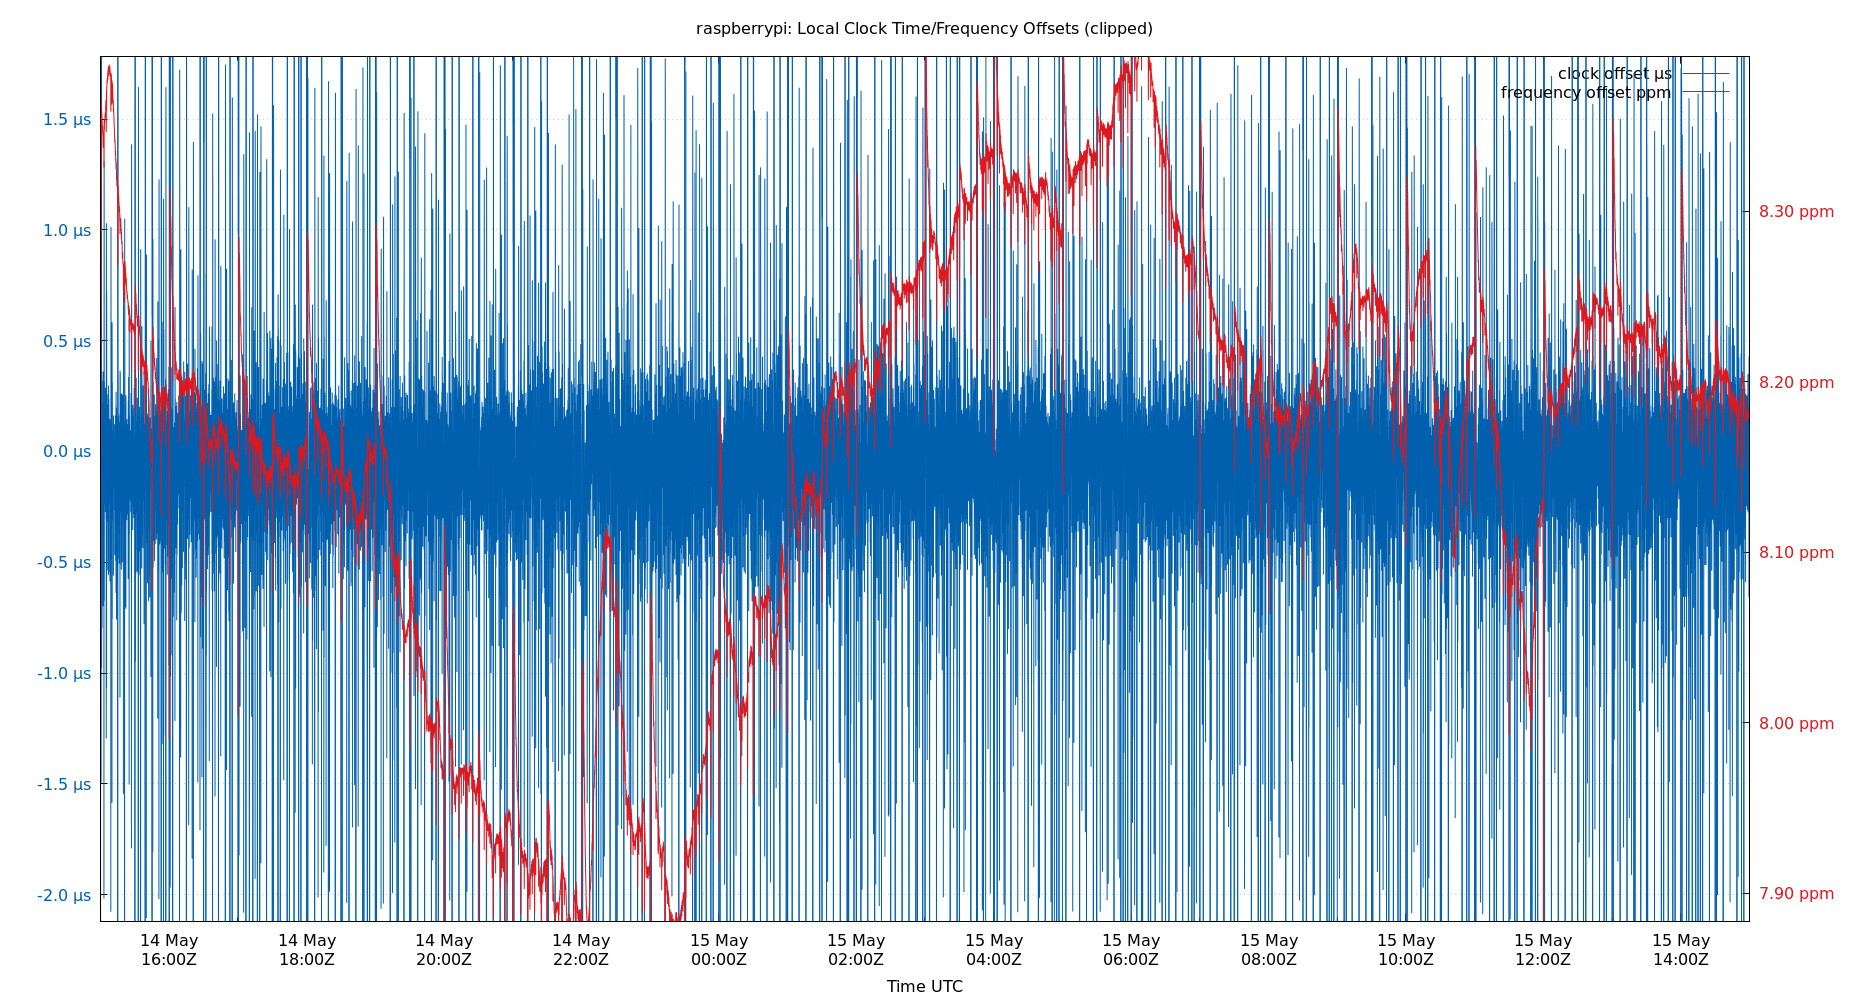 raspberrypi: Local Clock Time/Frequency Offsets (clipped)
clock offset µs
frequency offset ppm
1.5 µs
1.0 µs
0.5 µs
0.0 µs
-0.5 µs
-1.0 µs
-1.5 µs
-2.0 µs
8.30 ppm
8.20 ppm
8.10 ppm
8.00 ppm
7.90 ppm
14 May 14 May 14 May 14 May 15 May 15 May 15 May 15 May 15 May 15 May 15 May 15 May
16:00Z 18:00Z 20:00Z 22:00Z 00:00Z 02:00Z 04:00Z 06:00Z 08:00Z 10:00Z 12:00Z 14:00Z
Time UTC